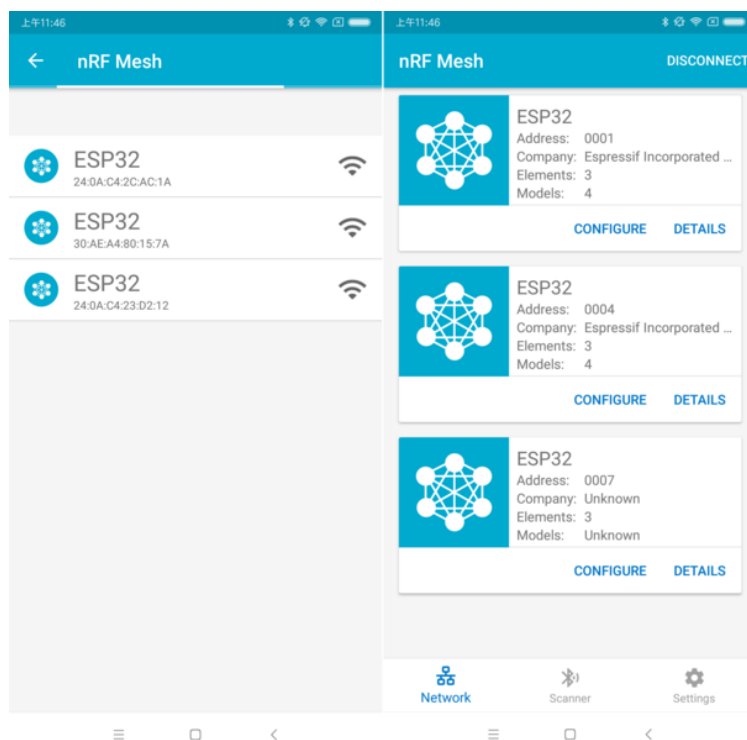 上午11:46
nRF Mesh
ESP32
24:0A:C4:2C:AC:1A
ESP32
30:AE:A4:80:15:7A
ESP32
24:0A:C4:23:D2:12
上午11:46
nRF Mesh
DISCONNECT
ESP32
Address: 0001
Company: Espressif Incorporated ...
Elements: 3
Models: 4
CONFIGURE DETAILS
ESP32
Address: 0004
Company: Espressif Incorporated ...
Elements: 3
Models: 4
CONFIGURE DETAILS
ESP32
Address: 0007
Company: Unknown
Elements: 3
Models: Unknown
CONFIGURE DETAILS
Network Scanner Settings